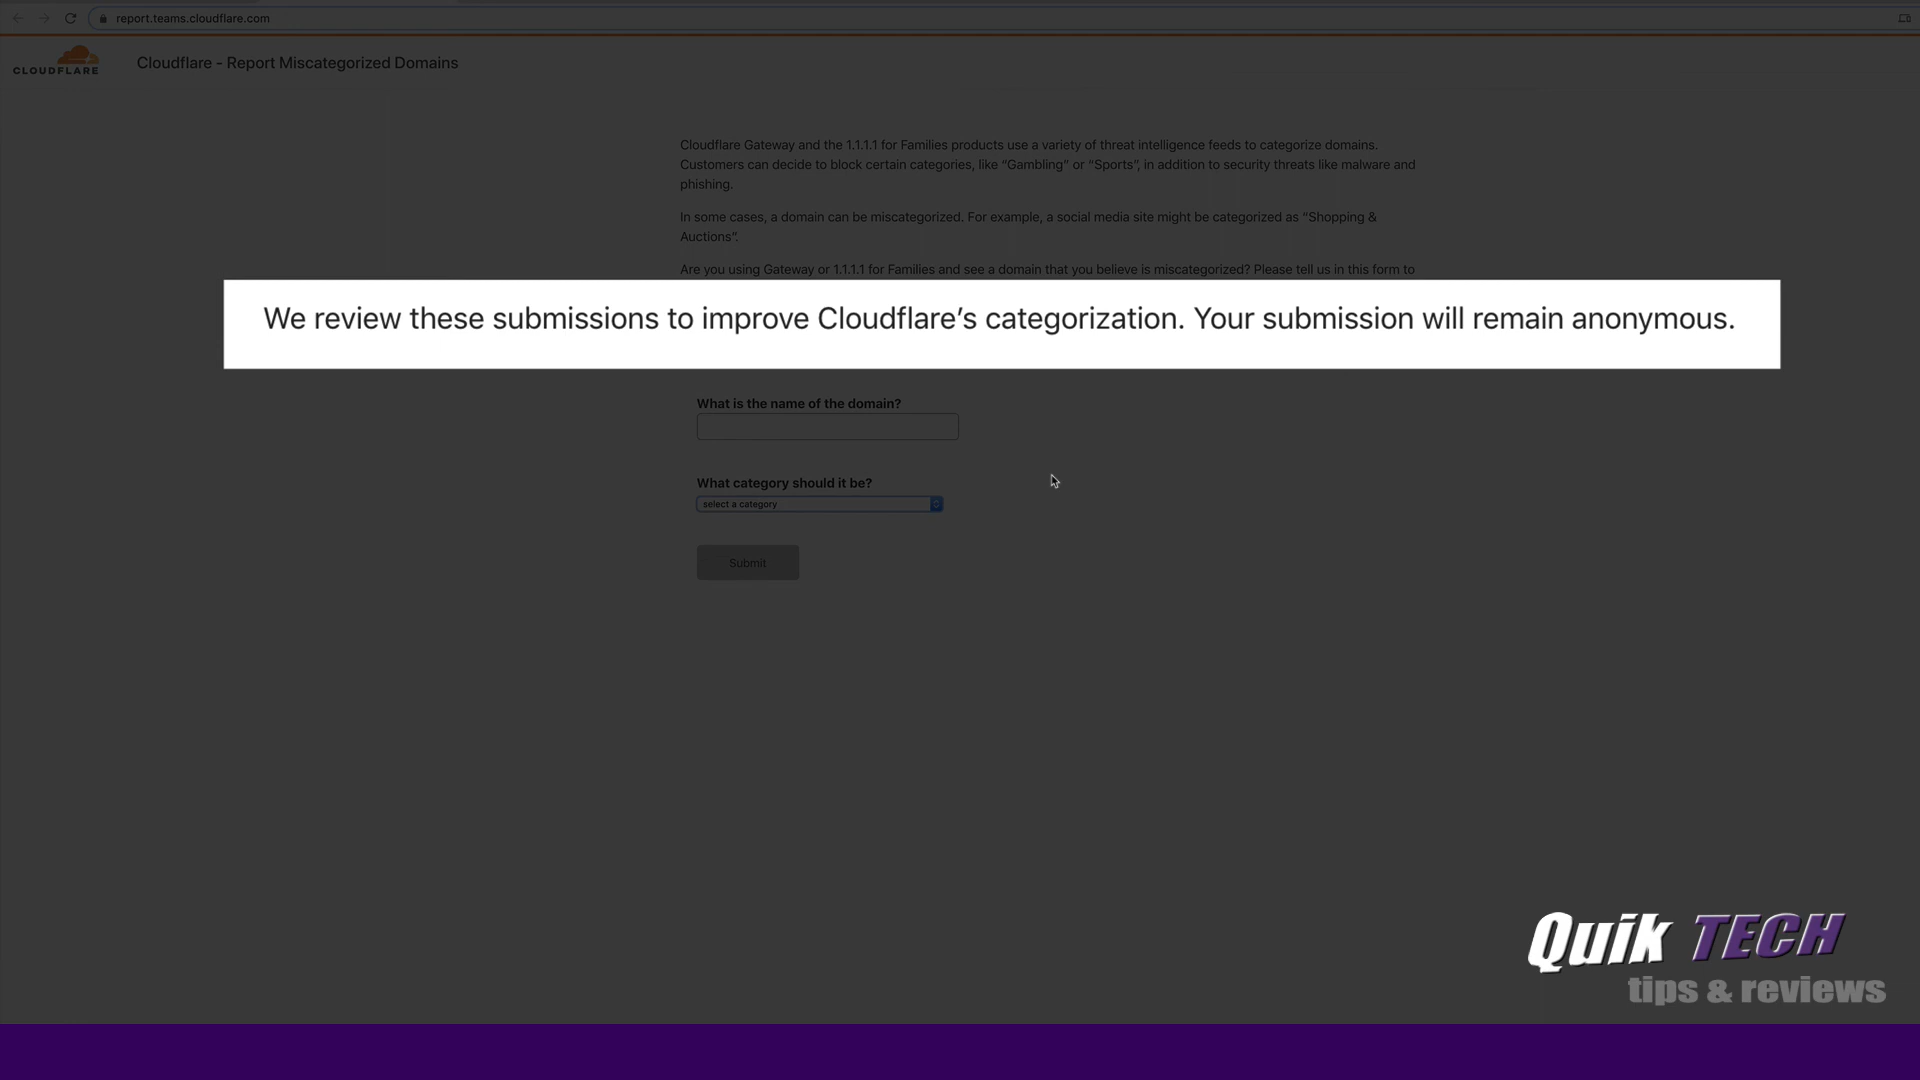 report.teams.cloudflare.com
CLOUDFLARE
Cloudflare - Report Miscategorized Domains
Cloudflare Gateway and the 1.1.1.1 for Families products use a variety of threat intelligence feeds to categorize domains.
Customers can decide to block certain categories, like “Gambling” or “Sports”, in addition to security threats like malware and
phishing.
In some cases, a domain can be miscategorized. For example, a social media site might be categorized as “Shopping &
Auctions”.
Are you using Gateway or 1.1.1.1 for Families and see a domain that you believe is miscategorized? Please tell us in this form to
We review these submissions to improve Cloudflare’s categorization. Your submission will remain anonymous.
What is the name of the domain?
What category should it be?
select a category
Submit
Quik TECH
tips & reviews